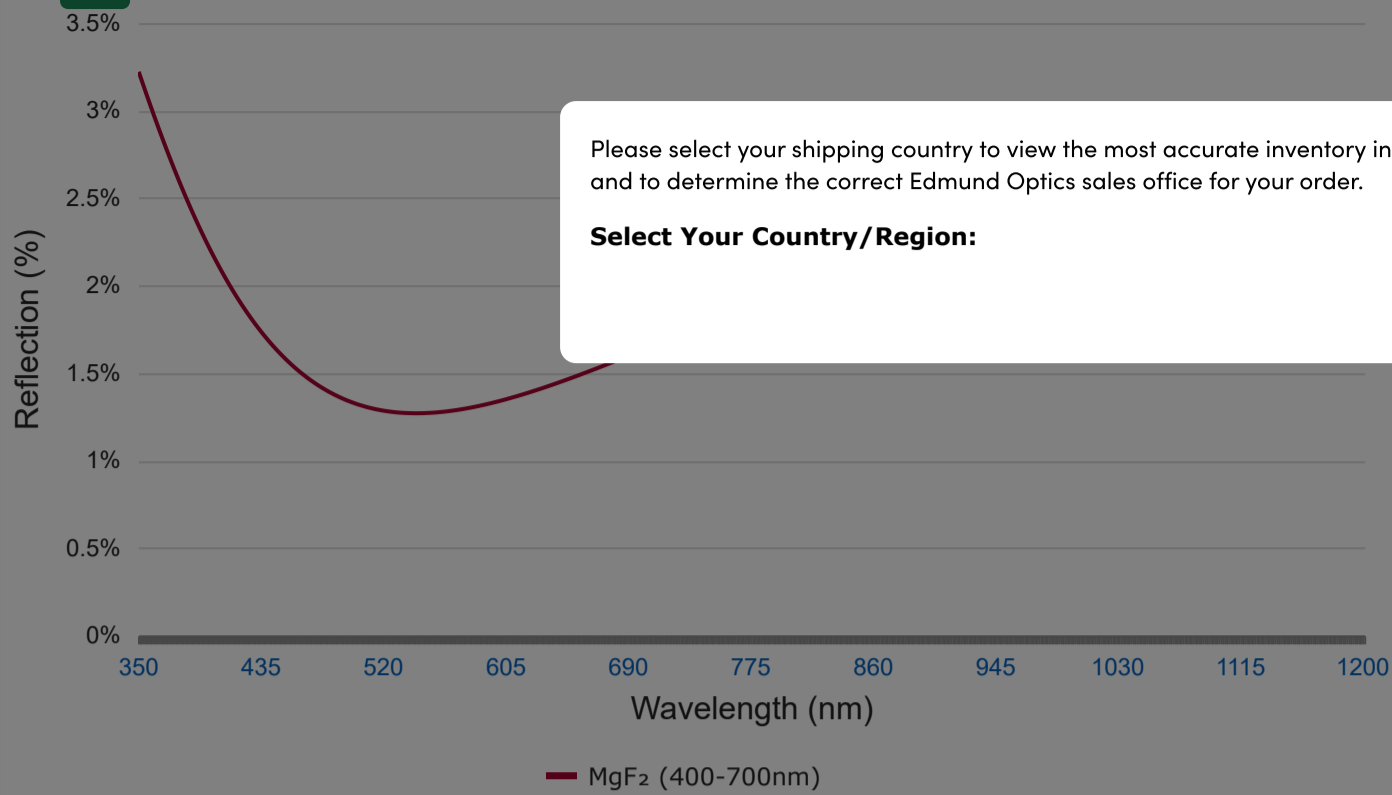 3.5%
3%
Please select your shipping country to view the most accurate inventory in
and to determine the correct Edmund Optics sales office for your order.
2.5%
Select Your Country/Region:
2%
Reflection (%)
1.5%
1%
0.5%
0%
350 435 520 605 690 775 860 945 1030 1115 1200
Wavelength (nm)
MgF₂ (400-700nm)